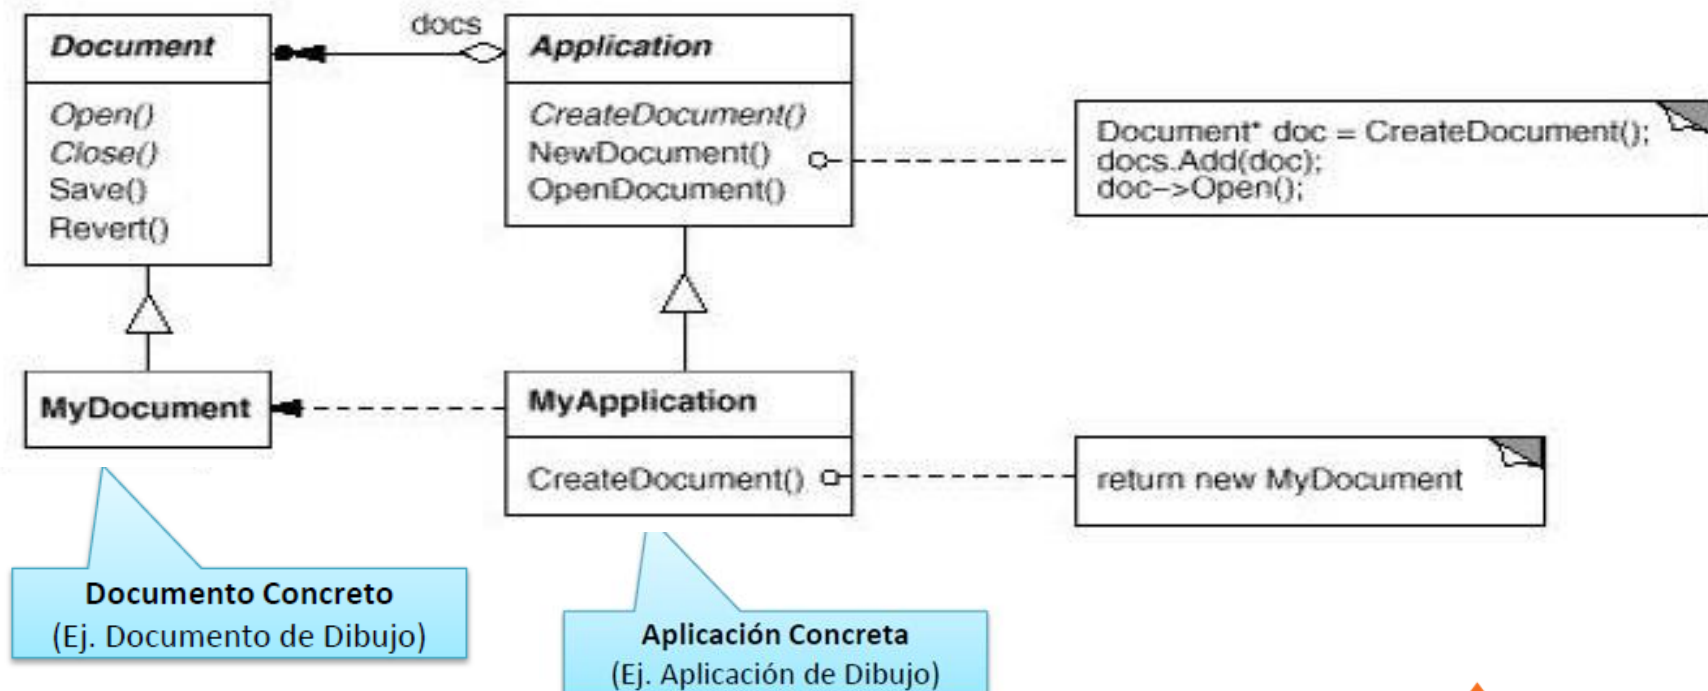 Document
Open()
Close()
Save()
Revert()
docs
Application
CreateDocument()
NewDocument()
OpenDocument()
Document* doc = CreateDocument();
docs.Add(doc);
doc->Open();
MyDocument
MyApplication
CreateDocument()
return new MyDocument
Documento Concreto
(Ej. Documento de Dibujo)
Aplicación Concreta
(Ej. Aplicación de Dibujo)